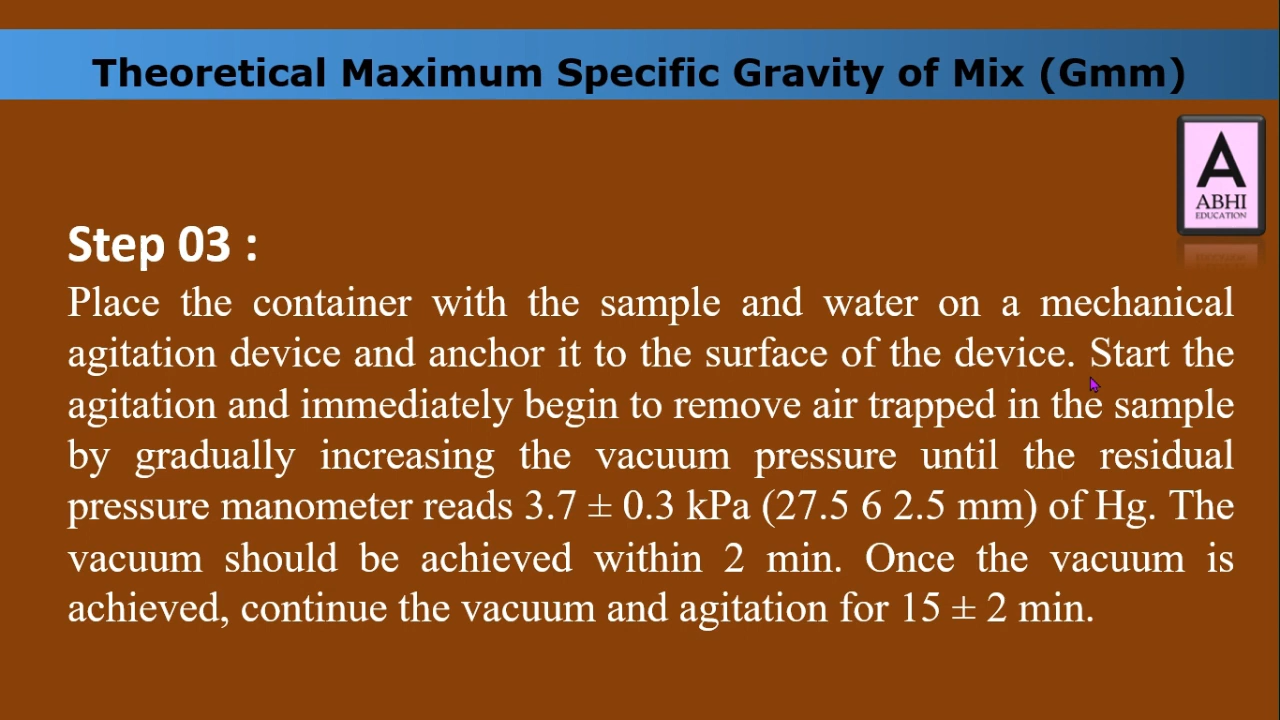 Theoretical Maximum Specific Gravity of Mix (Gmm)
A
ABHI
EDUCATION
Step 03 :
Place the container with the sample and water on a mechanical
agitation device and anchor it to the surface of the device. Start the
agitation and immediately begin to remove air trapped in the sample
by gradually increasing the vacuum pressure until the residual
pressure manometer reads 3.7 ± 0.3 kPa (27.5 6 2.5 mm) of Hg. The
vacuum should be achieved within 2 min. Once the vacuum is
achieved, continue the vacuum and agitation for 15 ± 2 min.